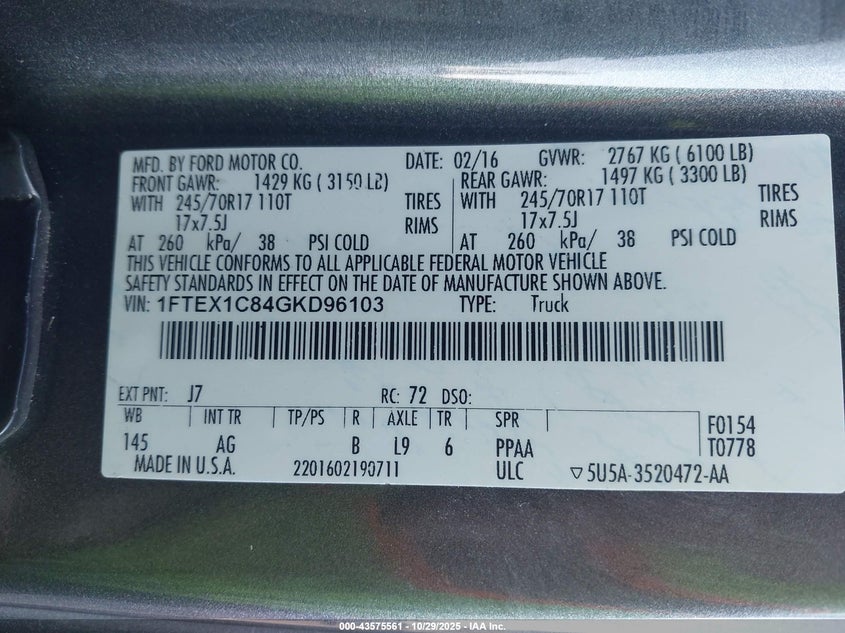 MFD. BY FORD MOTOR CO. DATE: 02/16 GVWR: 2767 KG ( 6100 LB)
FRONT GAWR: 1429 KG ( 3150 LB) REAR GAWR: 1497 KG ( 3300 LB)
WITH 245/70R17 110T TIRES WITH 245/70R17 110T TIRES
17x7.5J RIMS 17x7.5J RIMS
AT 260 kPa/ 38 PSI COLD AT 260 kPa/ 38 PSI COLD
THIS VEHICLE CONFORMS TO ALL APPLICABLE FEDERAL MOTOR VEHICLE
SAFETY STANDARDS IN EFFECT ON THE DATE OF MANUFACTURE SHOWN ABOVE.
VIN: 1FTEX1C84GKD96103 TYPE: Truck
EXT PNT: J7 RC: 72 DSO:
WB INT TR TP/PS R AXLE TR SPR F0154
145 AG B L9 6 PPAA T0778
MADE IN U.S.A. 2201602190711 ULC ▽5U5A-3520472-AA
000-43575561 - 10/29/2025 - IAA Inc.